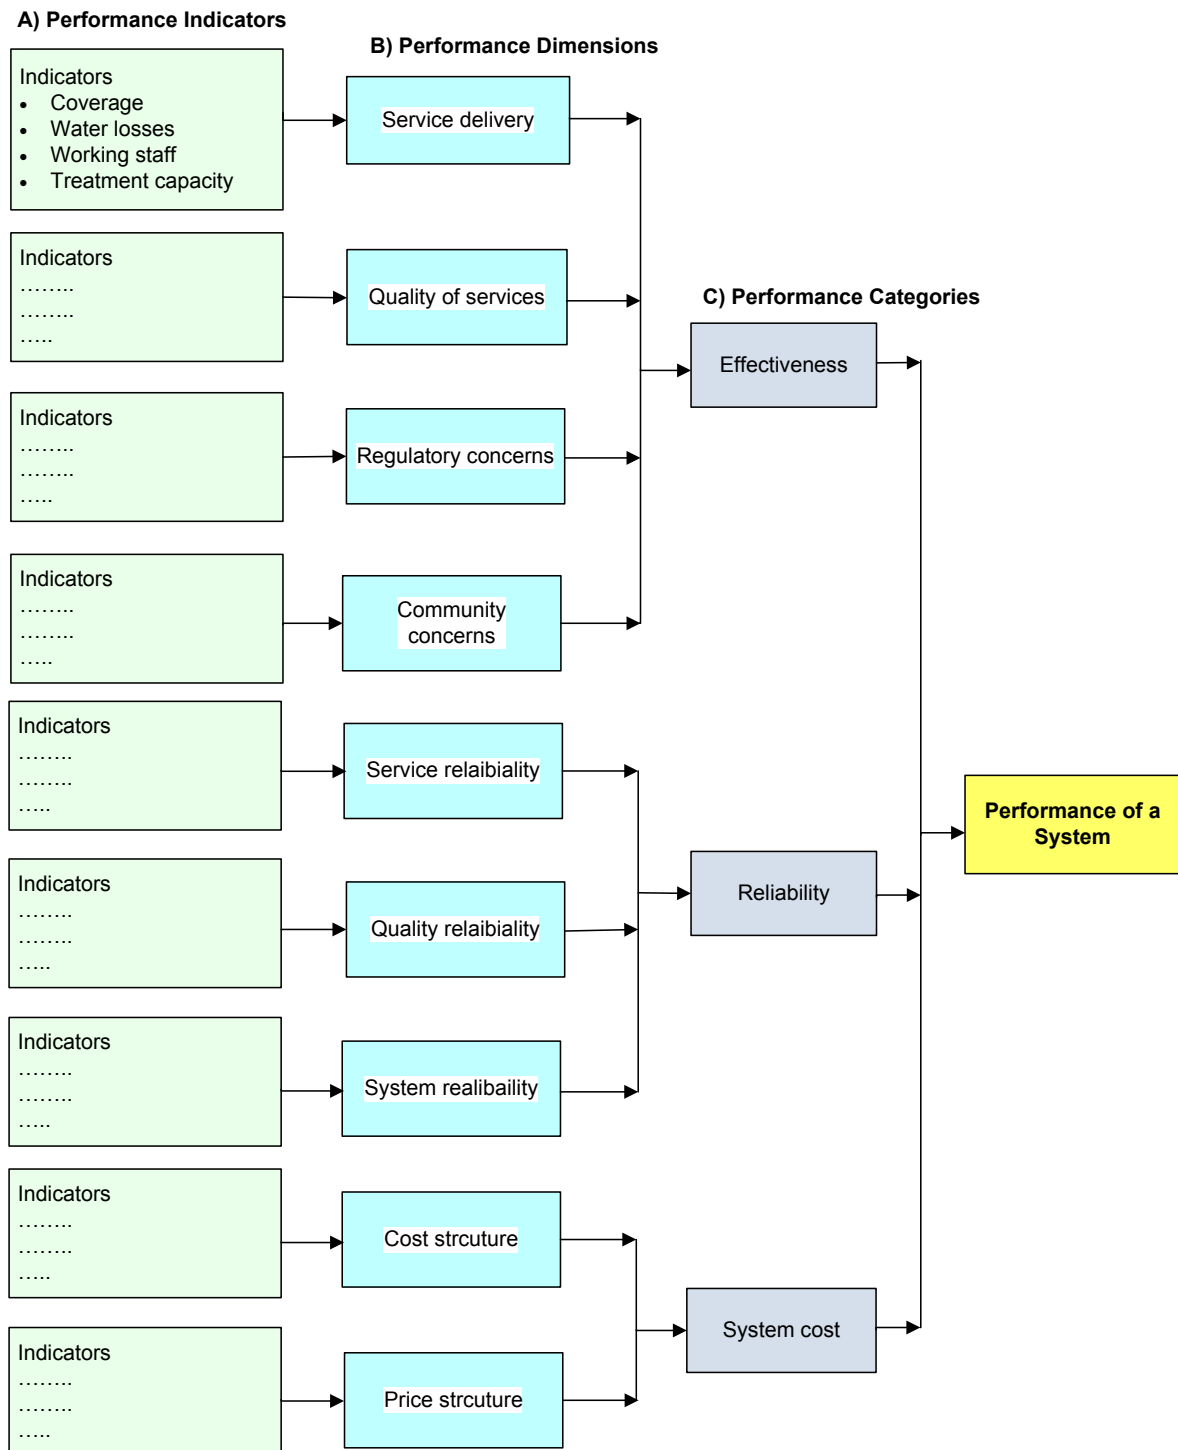 A) Performance Indicators
B) Performance Dimensions
Indicators
• Coverage
• Water losses
• Working staff
• Treatment capacity
Service delivery
Indicators
……..
……..
…..
Quality of services
C) Performance Categories
Effectiveness
Indicators
……..
……..
…..
Regulatory concerns
Indicators
……..
……..
…..
Community
concerns
Indicators
……..
……..
…..
Service relaibiality
Performance of a
System
Indicators
……..
……..
…..
Quality relaibiality
Reliability
Indicators
……..
……..
…..
System realibaility
Indicators
……..
……..
…..
Cost strcuture
System cost
Indicators
……..
……..
…..
Price strcuture